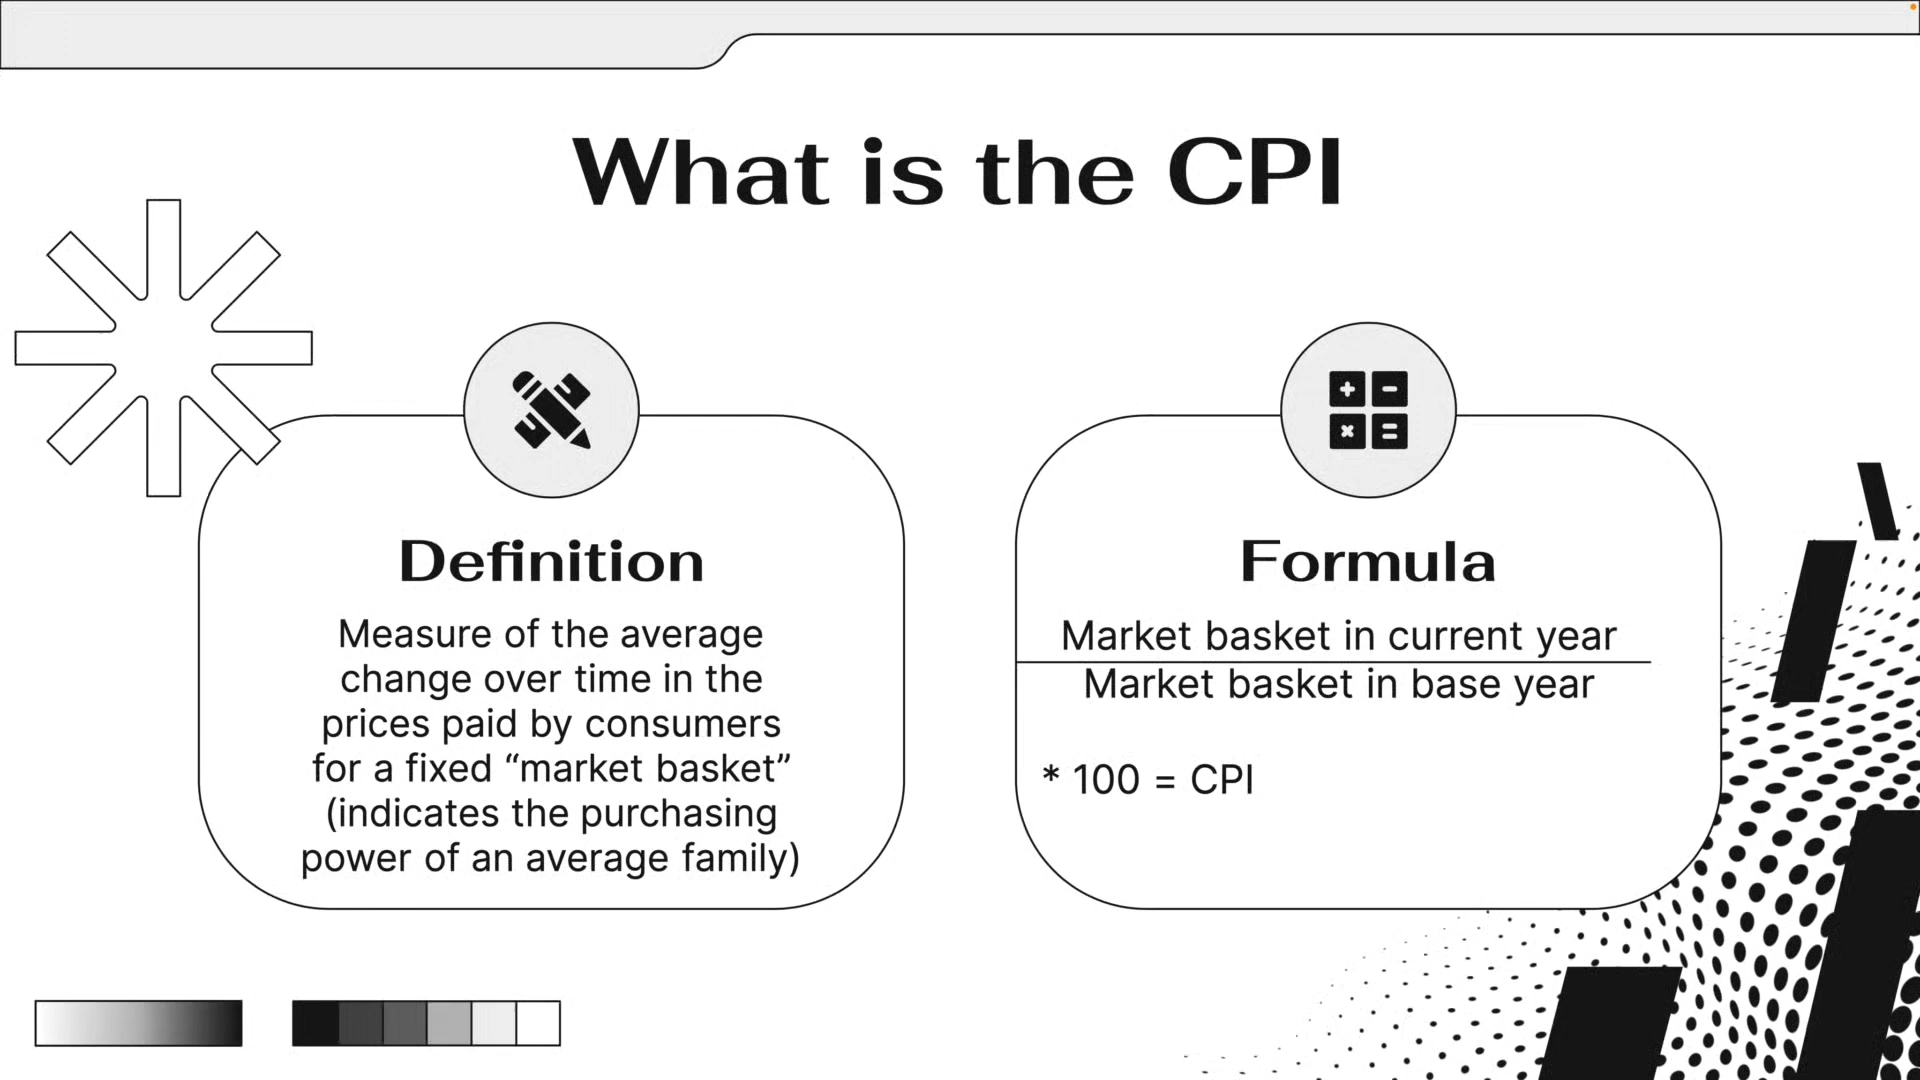 What is the CPI
Definition
Measure of the average
change over time in the
prices paid by consumers
for a fixed “market basket”
(indicates the purchasing
power of an average family)
Formula
Market basket in current year
Market basket in base year
* 100 = CPI